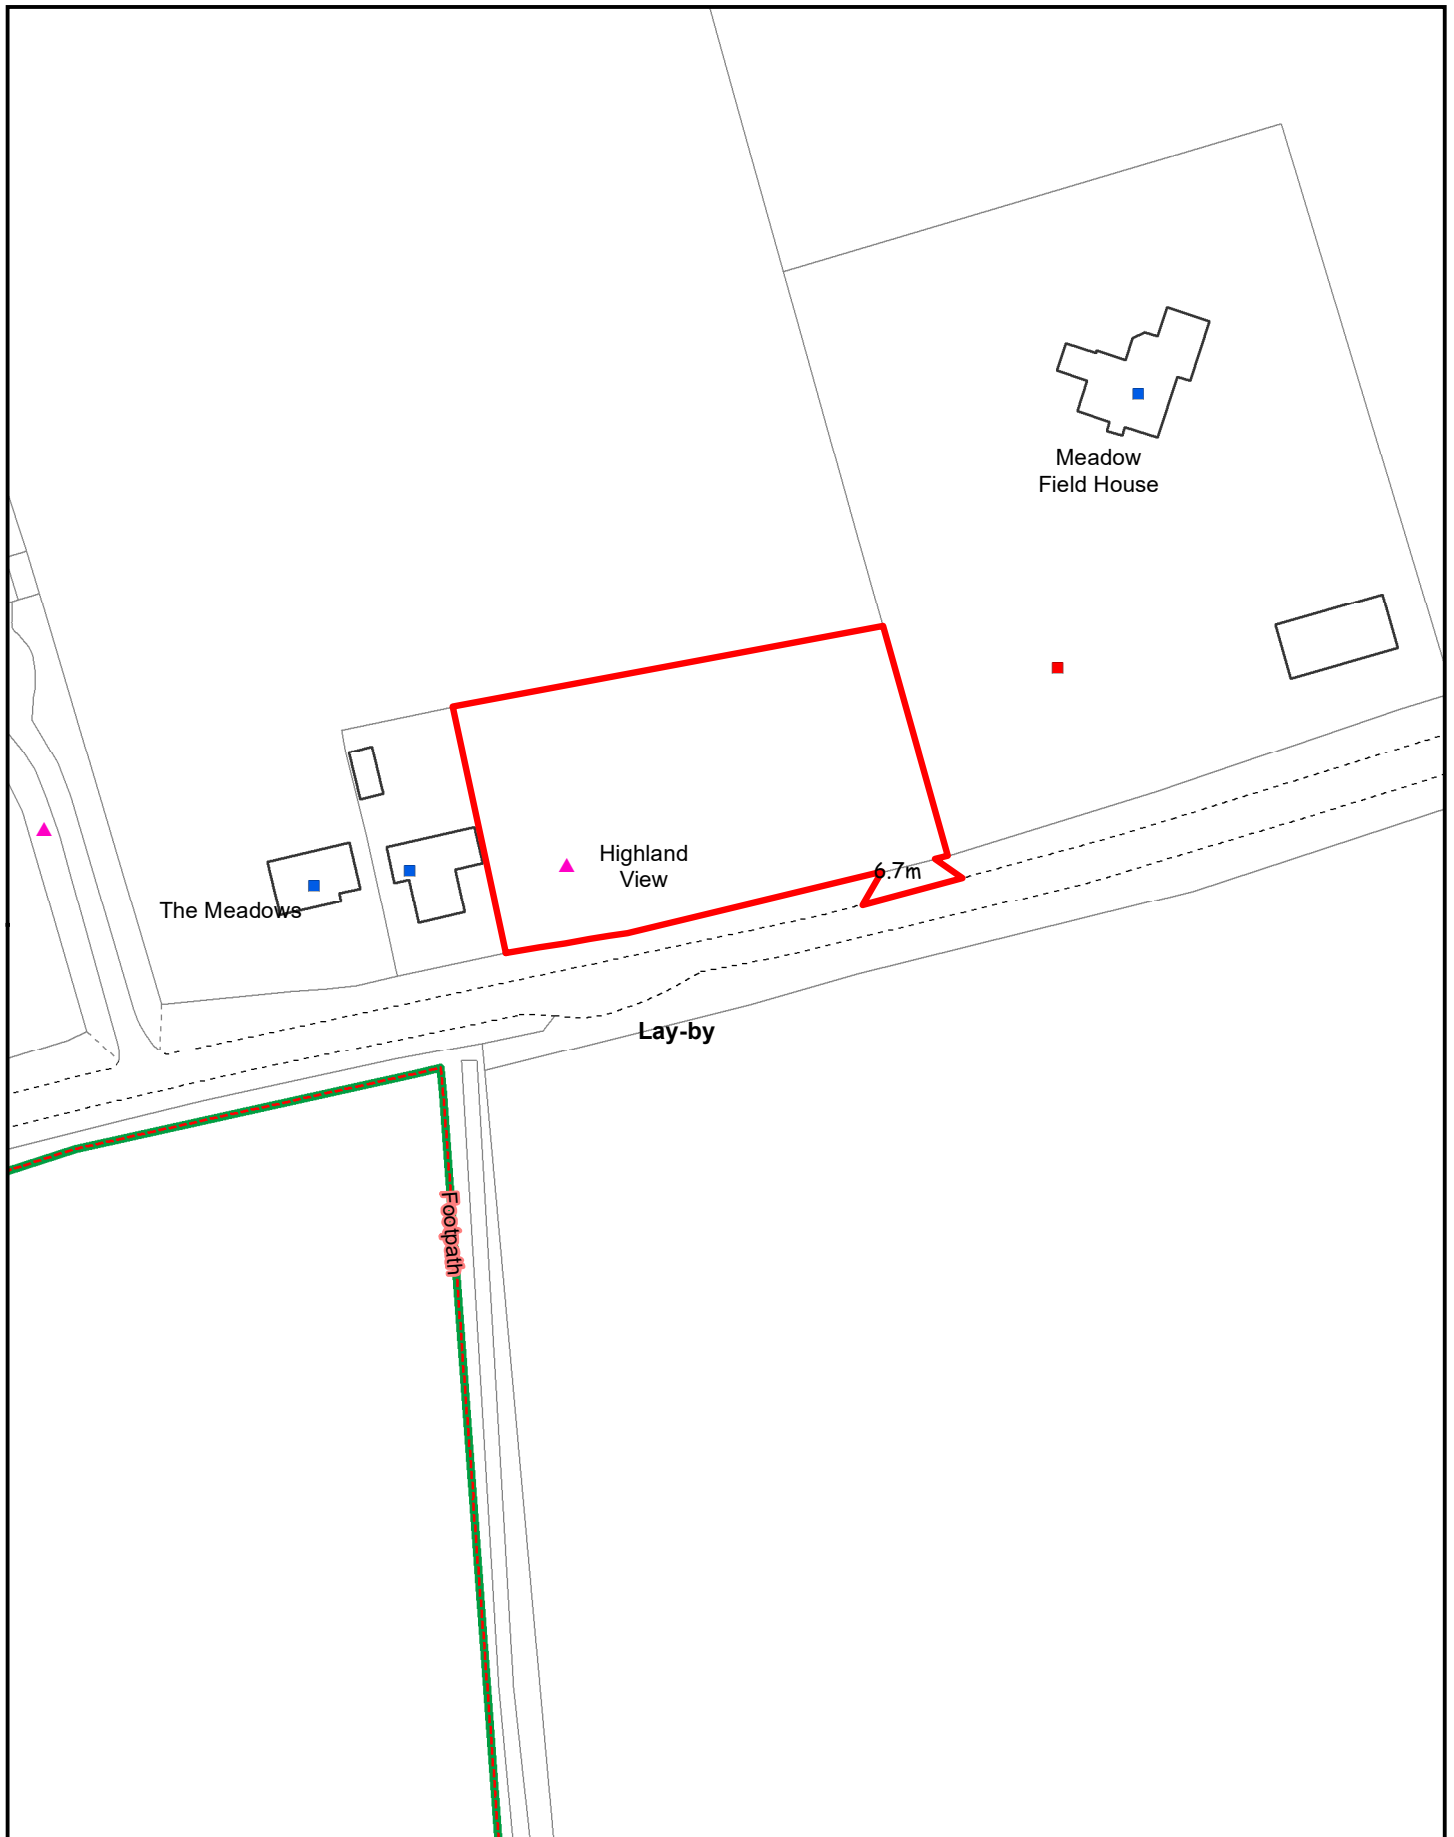 Meadow
Field House
Highland
View
6.7m
The Meadows
Lay-by
Footpath